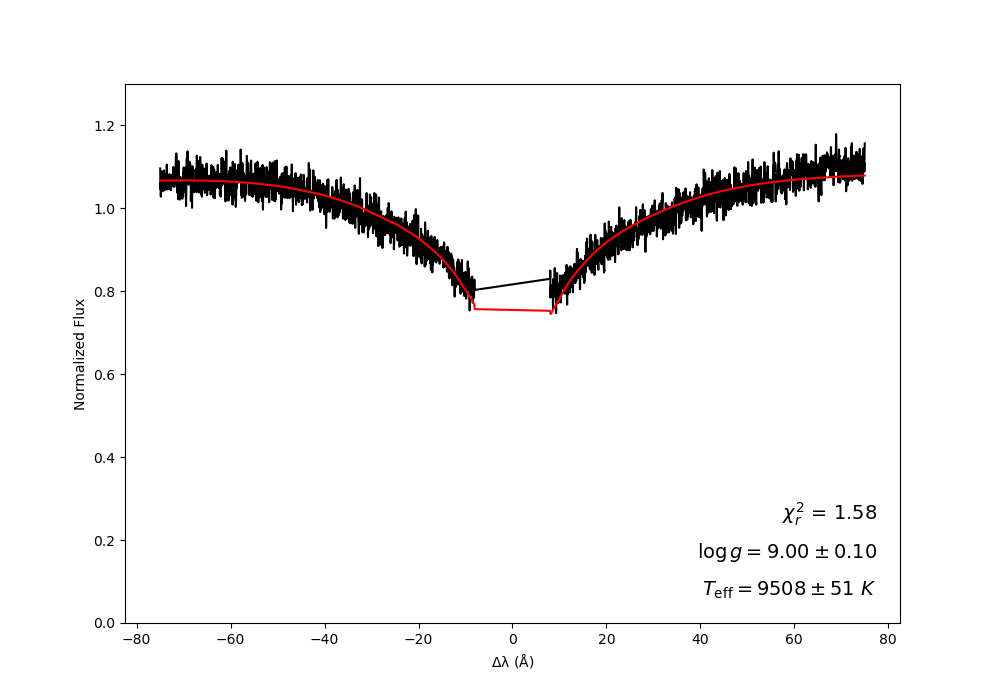 1.2
1.0
0.8
0.6
0.4
0.2
0.0
Normalized Flux
χ²ᵣ = 1.58
log g = 9.00 ± 0.10
T_eff = 9508 ± 51 K
−80 −60 −40 −20 0 20 40 60 80
Δλ (Å)